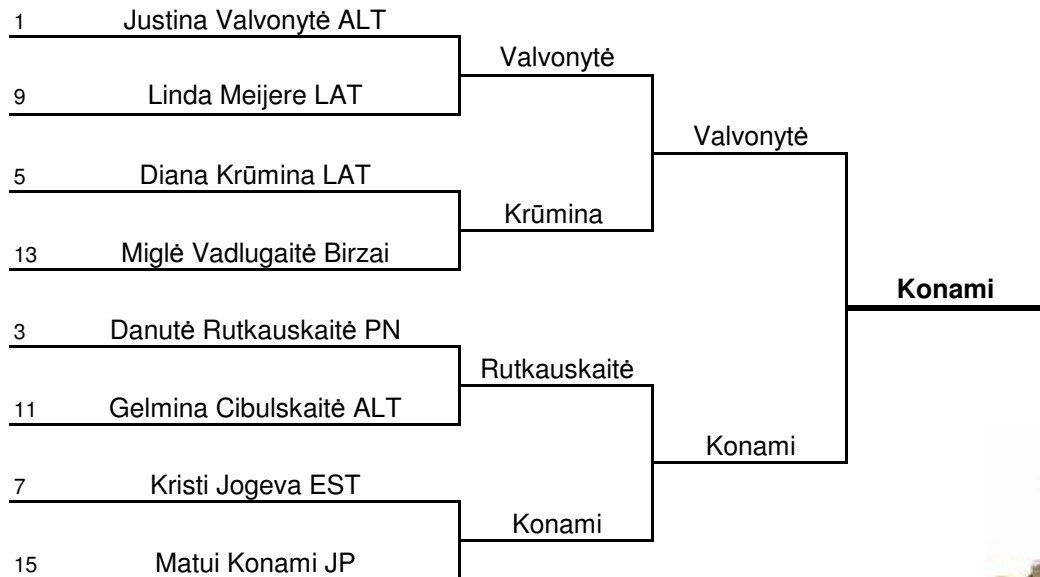 1 Justina Valvonytė ALT
Valvonytė
9 Linda Meijere LAT
Valvonytė
5 Diana Krūmina LAT
Krūmina
13 Miglė Vadlugaitė Birzai
Konami
3 Danutė Rutkauskaitė PN
Rutkauskaitė
11 Gelmina Cibulskaitė ALT
Konami
7 Kristi Jogeva EST
Konami
15 Matui Konami JP